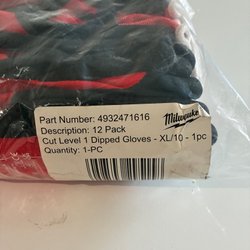 Part Number: 4932471616
Milwaukee
Description: 12 Pack
Cut Level 1 Dipped Gloves - XL/10 - 1pc
Quantity: 1-PC